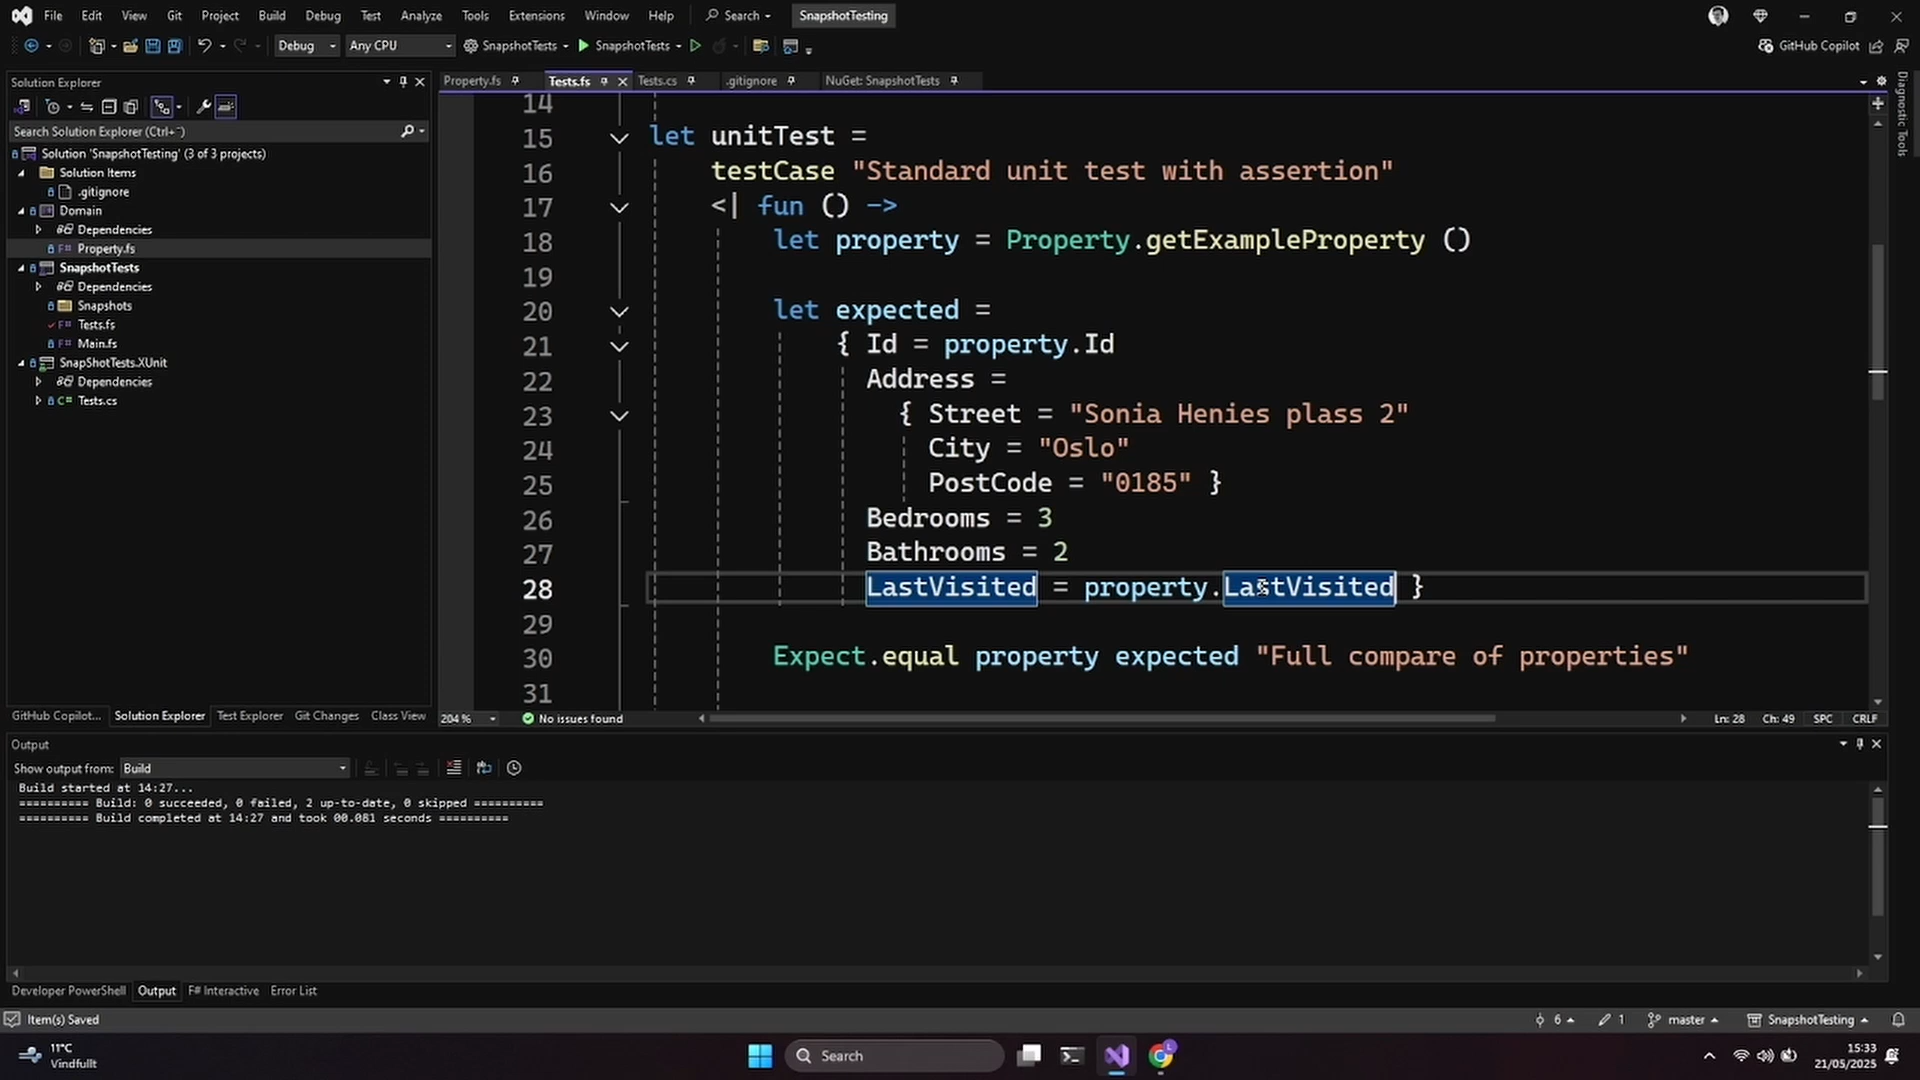 File Edit View Git Project Build Debug Test Analyze Tools Extensions Window Help Search SnapshotTesting
Debug Any CPU SnapshotTests SnapshotTests GitHub Copilot
Solution Explorer
Search Solution Explorer (Ctrl+¨)
Solution 'SnapshotTesting' (3 of 3 projects)
Solution Items
.gitignore
Domain
Dependencies
F# Property.fs
SnapshotTests
Dependencies
Snapshots
F# Tests.fs
F# Main.fs
SnapShotTests.XUnit
Dependencies
C# Tests.cs
GitHub Copilot... Solution Explorer Test Explorer Git Changes Class View
Property.fs Tests.fs Tests.cs .gitignore NuGet: SnapshotTests
14
15 let unitTest =
16 testCase "Standard unit test with assertion"
17 <| fun () ->
18 let property = Property.getExampleProperty ()
19
20 let expected =
21 { Id = property.Id
22 Address =
23 { Street = "Sonia Henies plass 2"
24 City = "Oslo"
25 PostCode = "0185" }
26 Bedrooms = 3
27 Bathrooms = 2
28 LastVisited = property.LastVisited }
29
30 Expect.equal property expected "Full compare of properties"
31
204 % No issues found Ln: 28 Ch: 49 SPC CRLF
Diagnostic Tools
Output
Show output from: Build
Build started at 14:27...
========== Build: 0 succeeded, 0 failed, 2 up-to-date, 0 skipped ==========
========== Build completed at 14:27 and took 00.081 seconds ==========
Developer PowerShell Output F# Interactive Error List
Item(s) Saved 6 1 master SnapshotTesting
11°C
Vindfullt
Search
L
15:33
21/05/2025